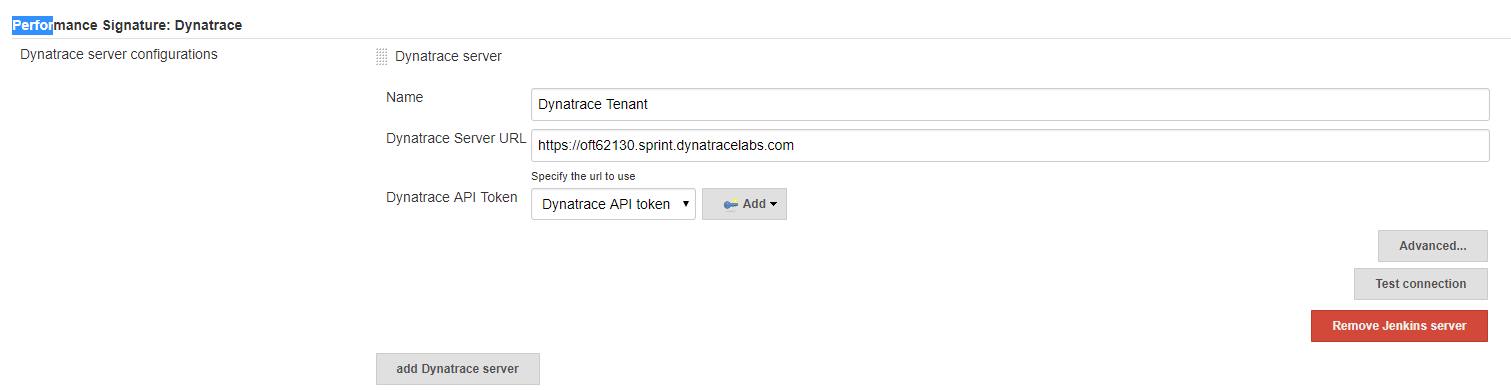 Performance Signature: Dynatrace
Dynatrace server configurations
Dynatrace server
Name
Dynatrace Tenant
Dynatrace Server URL
https://oft62130.sprint.dynatracelabs.com
Specify the url to use
Dynatrace API Token
Dynatrace API token
Add
Advanced...
Test connection
Remove Jenkins server
add Dynatrace server